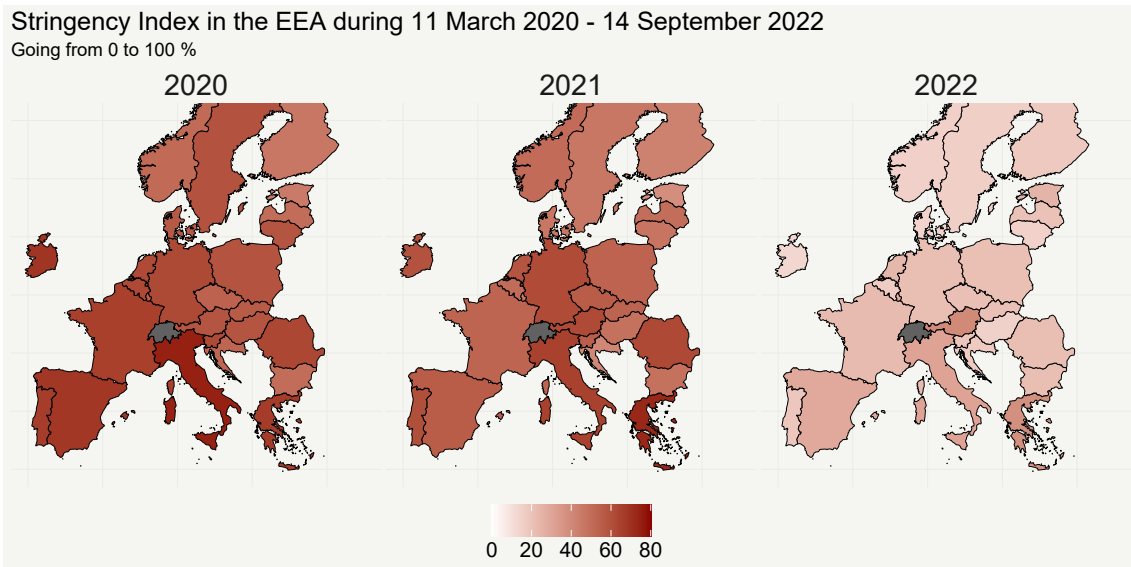 Stringency Index in the EEA during 11 March 2020 - 14 September 2022
Going from 0 to 100 %
2020 2021 2022
0 20 40 60 80